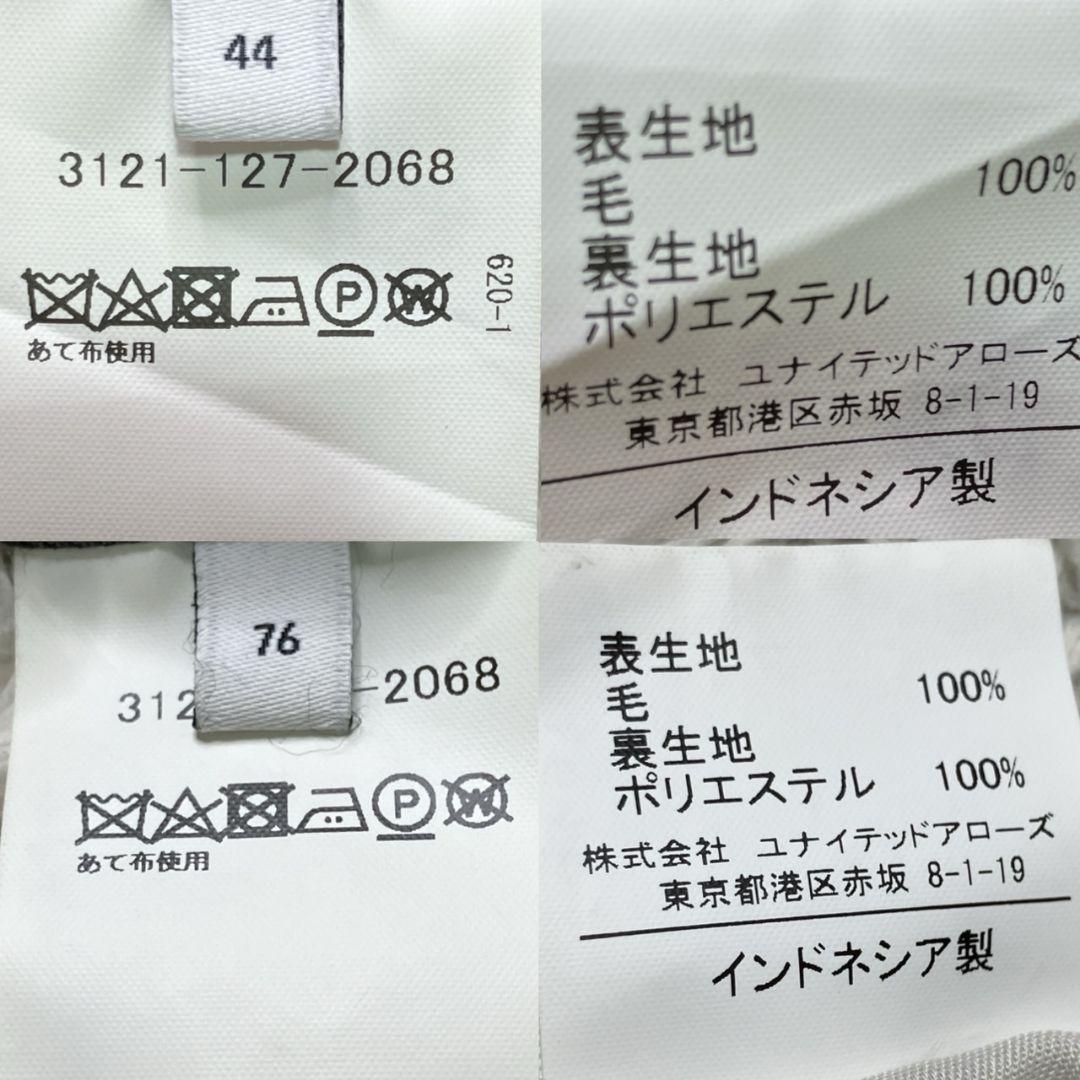 44
3121-127-2068
620-1
P
W
あて布使用
表生地
毛 100%
裏生地
ポリエステル 100%
株式会社 ユナイテッドアローズ
東京都港区赤坂 8-1-19
インドネシア製
76
312 -2068
P
W
あて布使用
表生地
毛 100%
裏生地
ポリエステル 100%
株式会社 ユナイテッドアローズ
東京都港区赤坂 8-1-19
インドネシア製